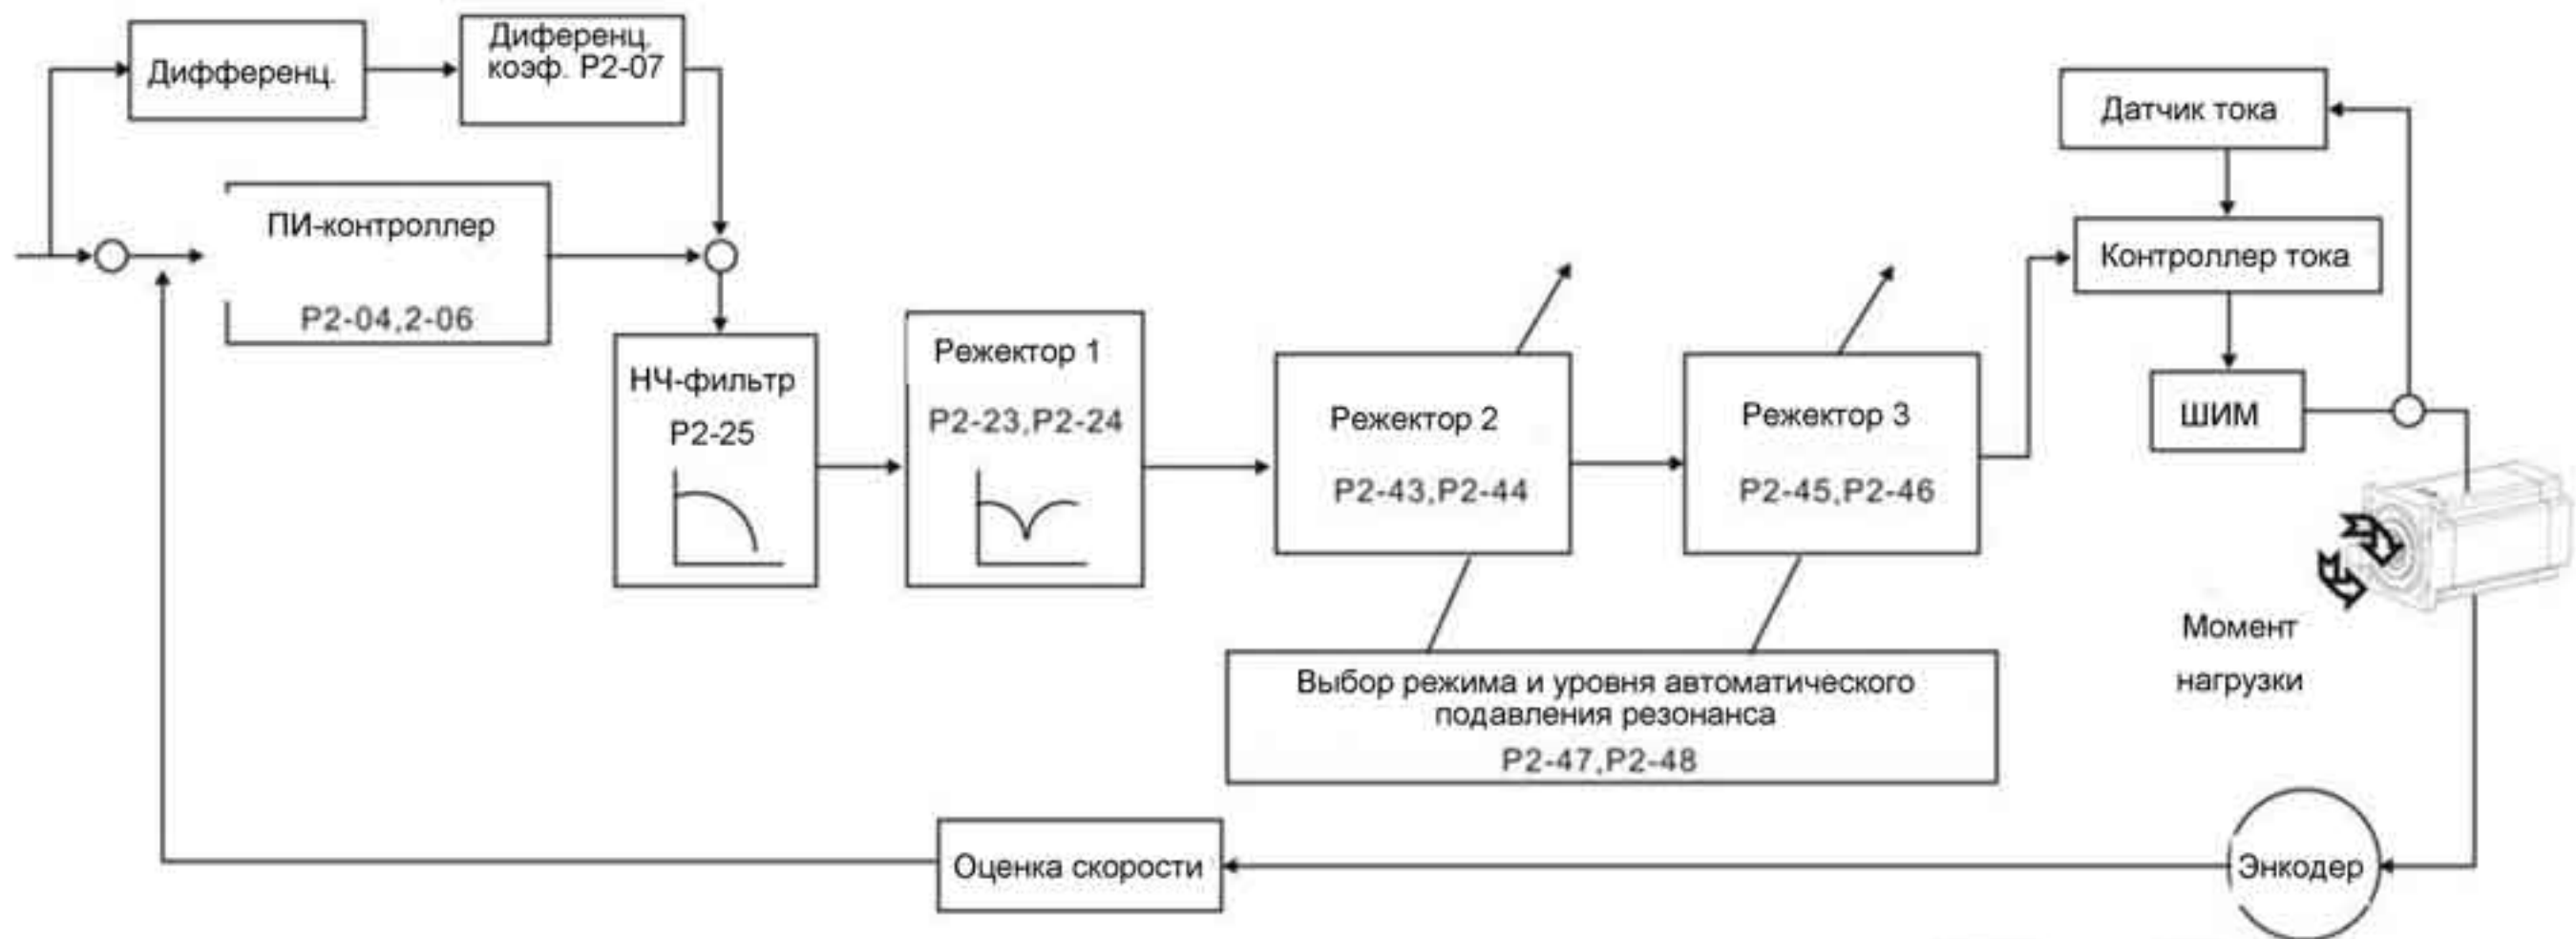 Дифференц.
Диференц.
коэф. P2-07
Датчик тока
ПИ-контроллер
P2-04,2-06
Контроллер тока
НЧ-фильтр
P2-25
Режектор 1
P2-23,P2-24
Режектор 2
P2-43,P2-44
Режектор 3
P2-45,P2-46
ШИМ
Момент
нагрузки
Выбор режима и уровня автоматического
подавления резонанса
P2-47,P2-48
Оценка скорости
Энкодер